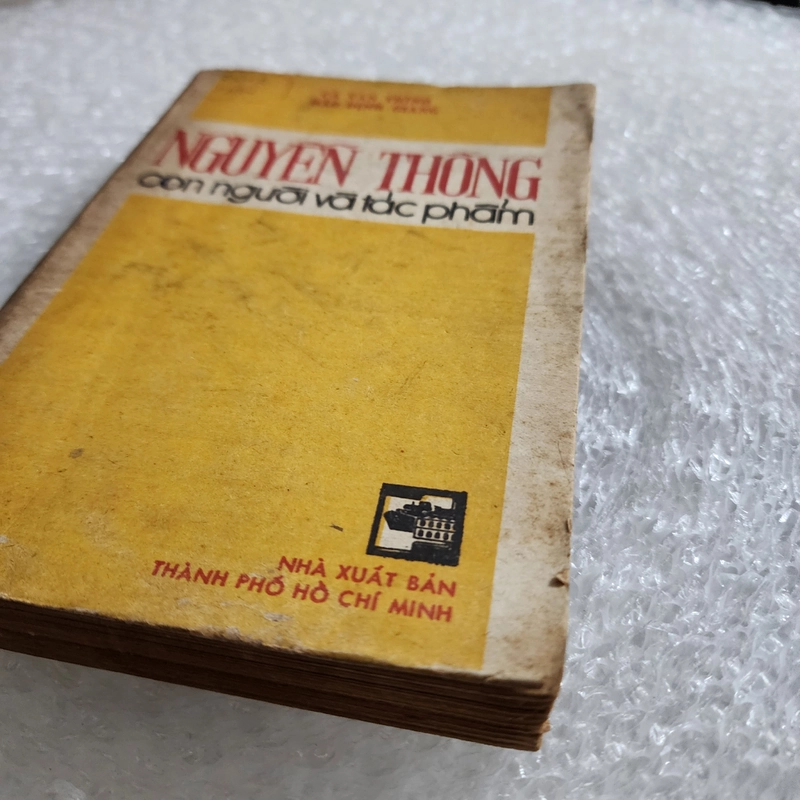 NGUYỄN THÔNG
con người và tác phẩm
NHÀ XUẤT BẢN
THÀNH PHỐ HỒ CHÍ MINH